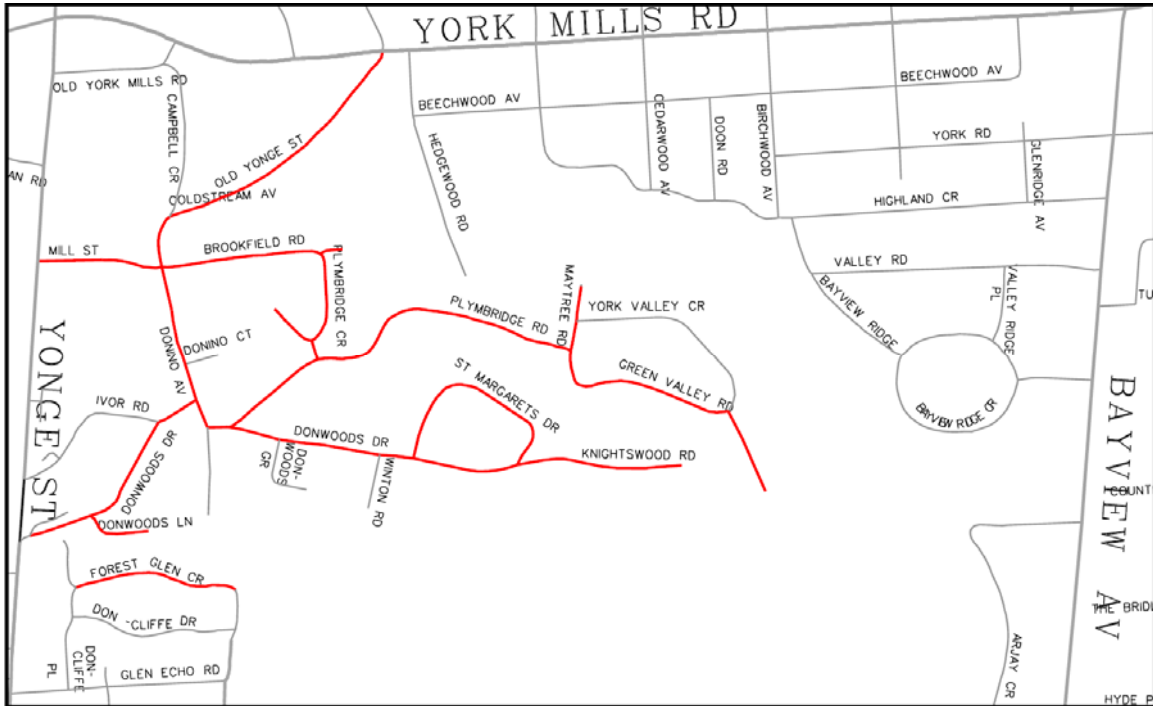 YORK MILLS RD
OLD YORK MILLS RD
CAMPBELL CR
BEECHWOOD AV
BEECHWOOD AV
CEDARWOOD AV
DOON RD
BIRCHWOOD AV
YORK RD
GLENRIDGE AV
HEDGEWOOD RD
OLD YONGE ST
COLDSTREAM AV
AN RD
HIGHLAND CR
MILL ST
BROOKFIELD RD
PLYMBRIDGE CR
MAYTREE RD
VALLEY RD
VALLEY RIDGE
PL
BAYVIEW RIDGE
TU
PLYMBRIDGE RD
YORK VALLEY CR
DONINO CT
DONINO AV
ST MARGARETS DR
GREEN VALLEY RD
YONGE ST
IVOR RD
BAYVIEW RIDGE CR
BAYVIEW AV
DONWOODS DR
DONWOODS DR
DON-
WOODS
GR
WINTON RD
KNIGHTSWOOD RD
DONWOODS LN
COUNT
FOREST GLEN CR
DON -CLIFFE DR
THE BRIDL
DON-
CLIFFE
PL
GLEN ECHO RD
ARJAY CR
HYDE P